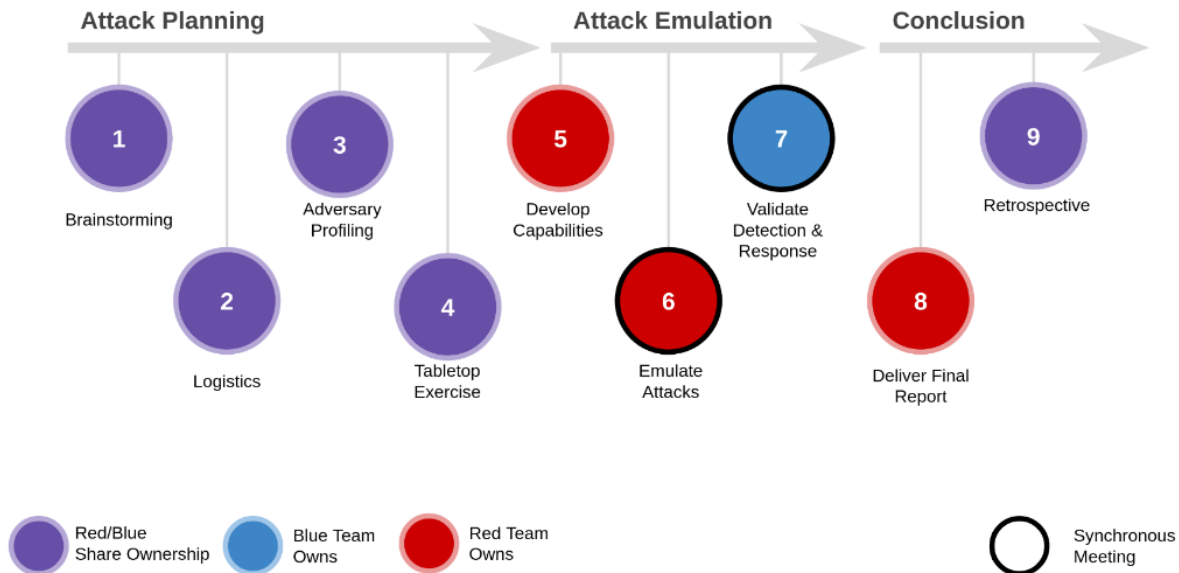 Attack Planning
Attack Emulation
Conclusion
1
Brainstorming
2
Logistics
3
Adversary
Profiling
4
Tabletop
Exercise
5
Develop
Capabilities
6
Emulate
Attacks
7
Validate
Detection &
Response
8
Deliver Final
Report
9
Retrospective
Red/Blue
Share Ownership
Blue Team
Owns
Red Team
Owns
Synchronous
Meeting